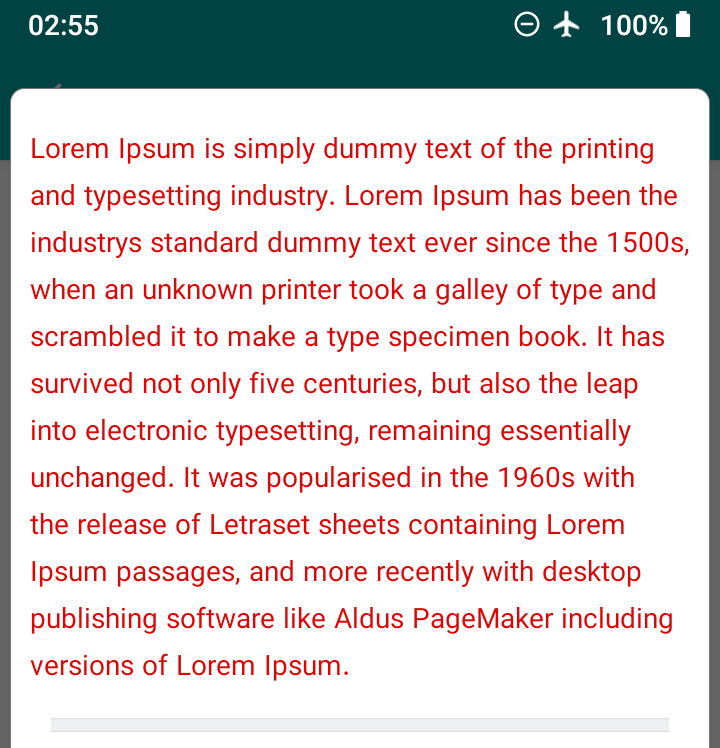 02:55 100%
Lorem Ipsum is simply dummy text of the printing
and typesetting industry. Lorem Ipsum has been the
industrys standard dummy text ever since the 1500s,
when an unknown printer took a galley of type and
scrambled it to make a type specimen book. It has
survived not only five centuries, but also the leap
into electronic typesetting, remaining essentially
unchanged. It was popularised in the 1960s with
the release of Letraset sheets containing Lorem
Ipsum passages, and more recently with desktop
publishing software like Aldus PageMaker including
versions of Lorem Ipsum.